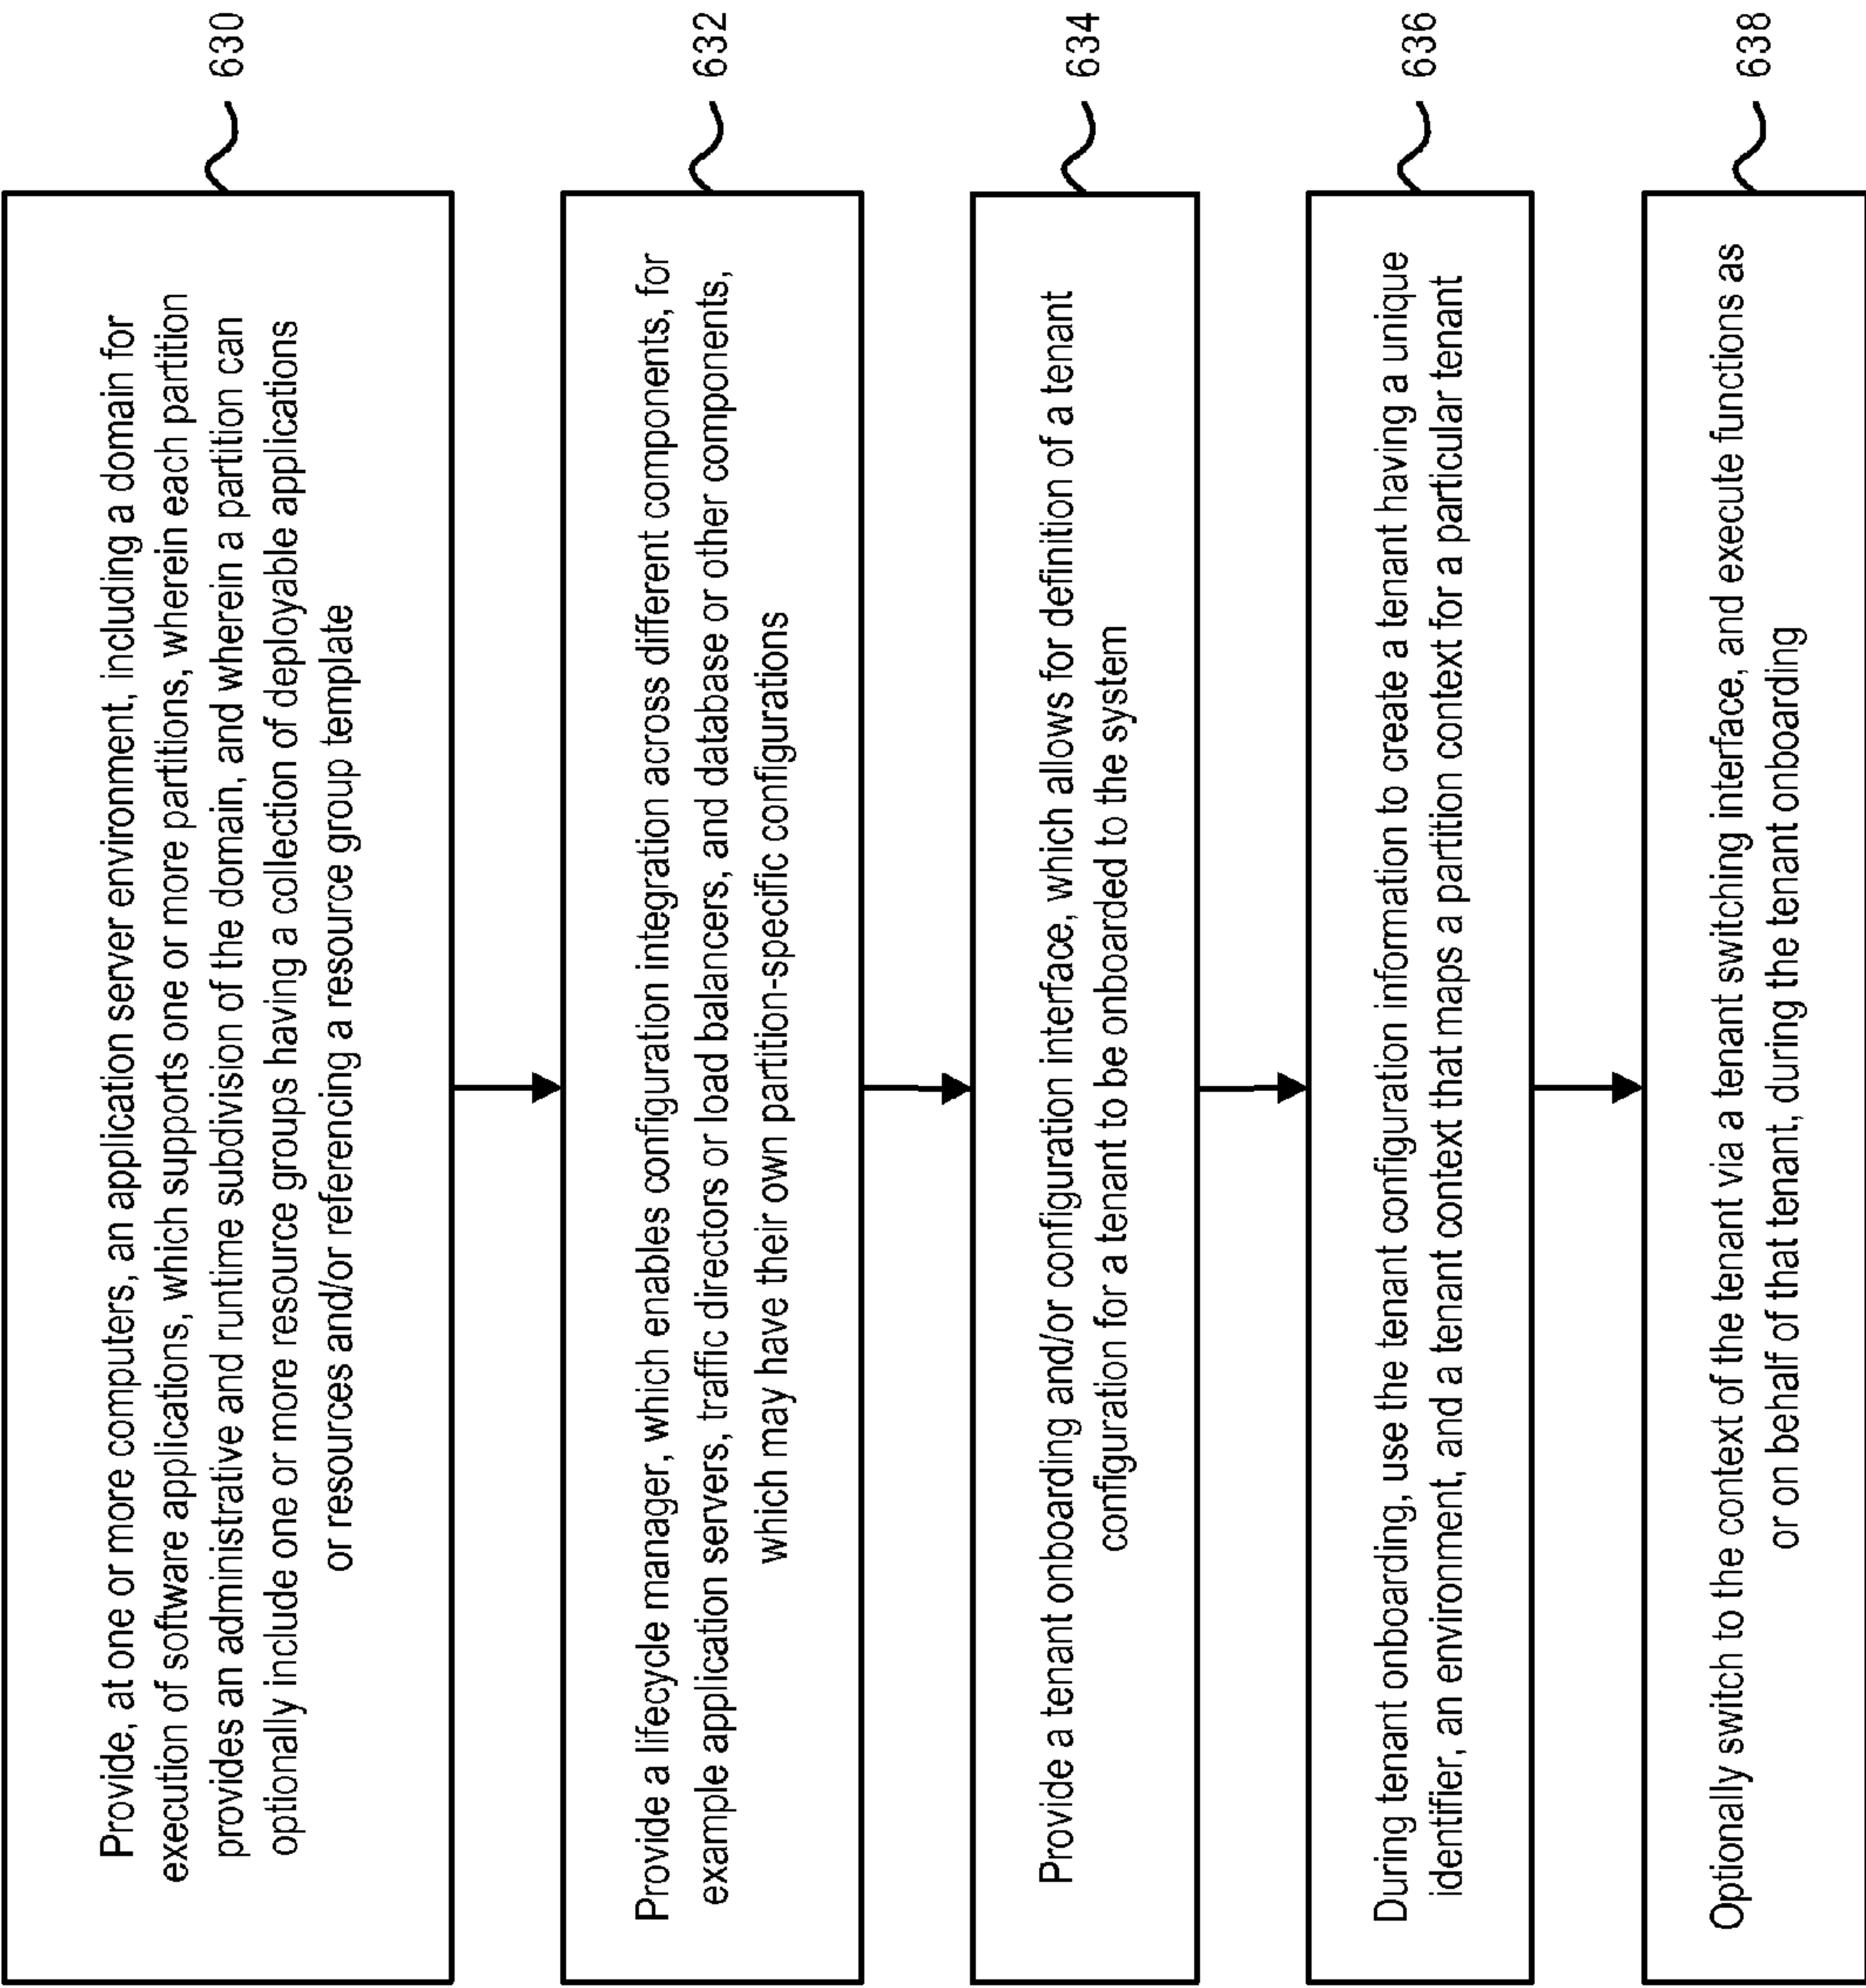 Provide, at one or more computers, an application server environment, including a domain for
execution of software applications, which supports one or more partitions, wherein each partition
provides an administrative and runtime subdivision of the domain, and wherein a partition can
optionally include one or more resource groups having a collection of deployable applications
or resources and/or referencing a resource group template
630
Provide a lifecycle manager, which enables configuration integration across different components, for
example application servers, traffic directors or load balancers, and database or other components,
which may have their own partition-specific configurations
632
Provide a tenant onboarding and/or configuration interface, which allows for definition of a tenant
configuration for a tenant to be onboarded to the system
634
During tenant onboarding, use the tenant configuration information to create a tenant having a unique
identifier, an environment, and a tenant context that maps a partition context for a particular tenant
636
Optionally switch to the context of the tenant via a tenant switching interface, and execute functions as
or on behalf of that tenant, during the tenant onboarding
638